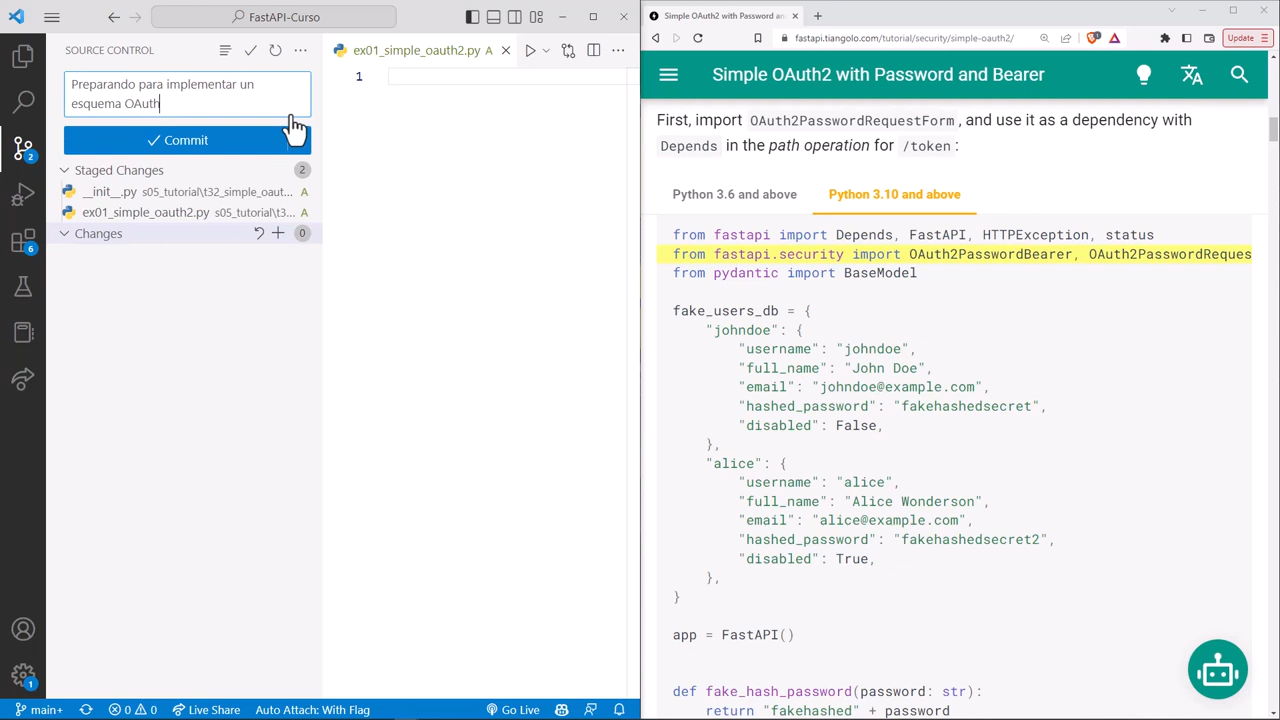 FastAPI-Curso
SOURCE CONTROL
Preparando para implementar un
esquema OAuth
Commit
Staged Changes 2
__init__.py s05_tutorial\t32_simple_oaut... A
ex01_simple_oauth2.py s05_tutorial\t3... A
Changes 0
2
6
1
ex01_simple_oauth2.py A
1
main+ 0 0 Live Share Auto Attach: With Flag Go Live
Simple OAuth2 with Password an
fastapi.tiangolo.com/tutorial/security/simple-oauth2/
Update
Simple OAuth2 with Password and Bearer
First, import OAuth2PasswordRequestForm, and use it as a dependency with
Depends in the path operation for /token:
Python 3.6 and above Python 3.10 and above
from fastapi import Depends, FastAPI, HTTPException, status
from fastapi.security import OAuth2PasswordBearer, OAuth2PasswordReques
from pydantic import BaseModel
fake_users_db = {
"johndoe": {
"username": "johndoe",
"full_name": "John Doe",
"email": "johndoe@example.com",
"hashed_password": "fakehashedsecret",
"disabled": False,
},
"alice": {
"username": "alice",
"full_name": "Alice Wonderson",
"email": "alice@example.com",
"hashed_password": "fakehashedsecret2",
"disabled": True,
},
}
app = FastAPI()
def fake_hash_password(password: str):
return "fakehashed" + password